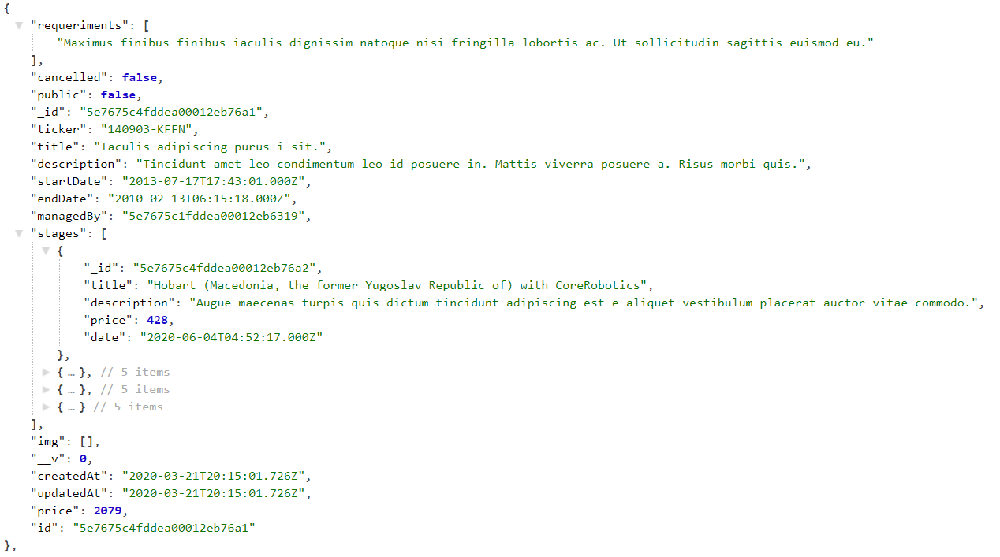 {
"requeriments": [
"Maximus finibus finibus iaculis dignissim natoque nisi fringilla lobortis ac. Ut sollicitudin sagittis euismod eu."
],
"cancelled": false,
"public": false,
"_id": "5e7675c4fddea00012eb76a1",
"ticker": "140903-KFFN",
"title": "Iaculis adipiscing purus i sit.",
"description": "Tincidunt amet leo condimentum leo id posuere in. Mattis viverra posuere a. Risus morbi quis.",
"startDate": "2013-07-17T17:43:01.000Z",
"endDate": "2010-02-13T06:15:18.000Z",
"managedBy": "5e7675c1fddea00012eb6319",
"stages": [
{
"_id": "5e7675c4fddea00012eb76a2",
"title": "Hobart (Macedonia, the former Yugoslav Republic of) with CoreRobotics",
"description": "Augue maecenas turpis quis dictum tincidunt adipiscing est e aliquet vestibulum placerat auctor vitae commodo.",
"price": 428,
"date": "2020-06-04T04:52:17.000Z"
},
{ … }, // 5 items
{ … }, // 5 items
{ … } // 5 items
],
"img": [],
"__v": 0,
"createdAt": "2020-03-21T20:15:01.726Z",
"updatedAt": "2020-03-21T20:15:01.726Z",
"price": 2079,
"id": "5e7675c4fddea00012eb76a1"
},